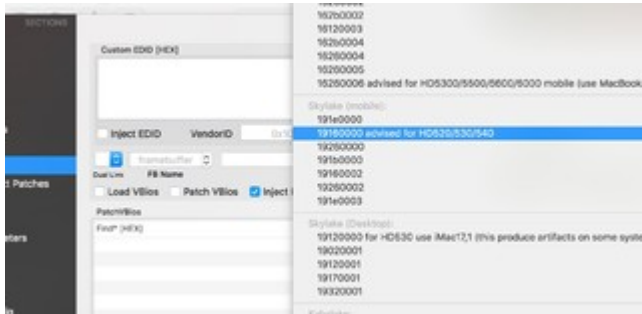 SECTIONS
Custom EDID [HEX]
Inject EDID VendorID
framebuffer
Dual Link FB Name
Load VBios Patch VBios Inject
PatchVBios
Find* [HEX]
t Patches
16260002
16120003
162b0004
16260004
16260005
16260006 advised for HD5300/5500/5600/6000 mobile (use MacBook
Skylake (mobile):
191e0000
19160000 advised for HD520/530/540
19260000
191b0000
19160002
19260002
191e0003
Skylake (Desktop):
19120000 for HD530 use iMac17,1 (this produce artifacts on some syste
19020001
19120001
19170001
19320001